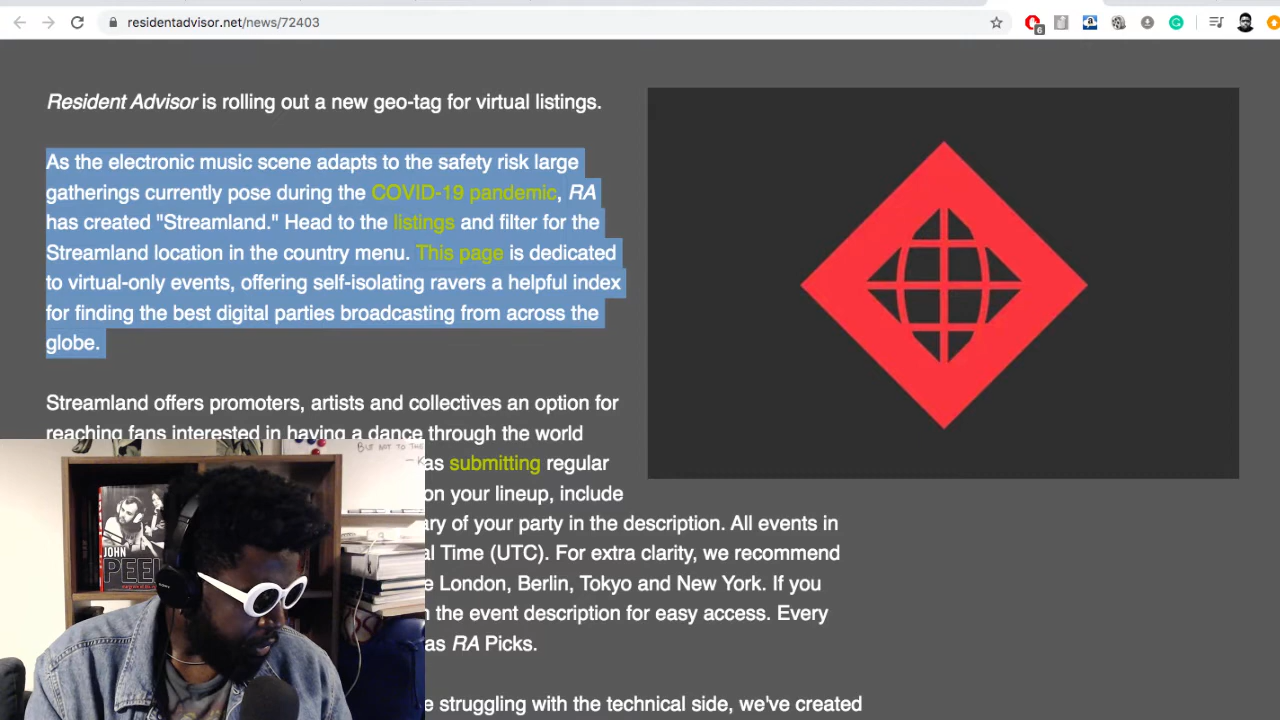 residentadvisor.net/news/72403
6
Resident Advisor is rolling out a new geo-tag for virtual listings.
As the electronic music scene adapts to the safety risk large
gatherings currently pose during the COVID-19 pandemic, RA
has created "Streamland." Head to the listings and filter for the
Streamland location in the country menu. This page is dedicated
to virtual-only events, offering self-isolating ravers a helpful index
for finding the best digital parties broadcasting from across the
globe.
Streamland offers promoters, artists and collectives an option for
reaching fans interested in having a dance through the world
as submitting regular
on your lineup, include
ary of your party in the description. All events in
al Time (UTC). For extra clarity, we recommend
e London, Berlin, Tokyo and New York. If you
n the event description for easy access. Every
as RA Picks.
e struggling with the technical side, we've created
BUT NOT TO THE
JOHN
PEEL